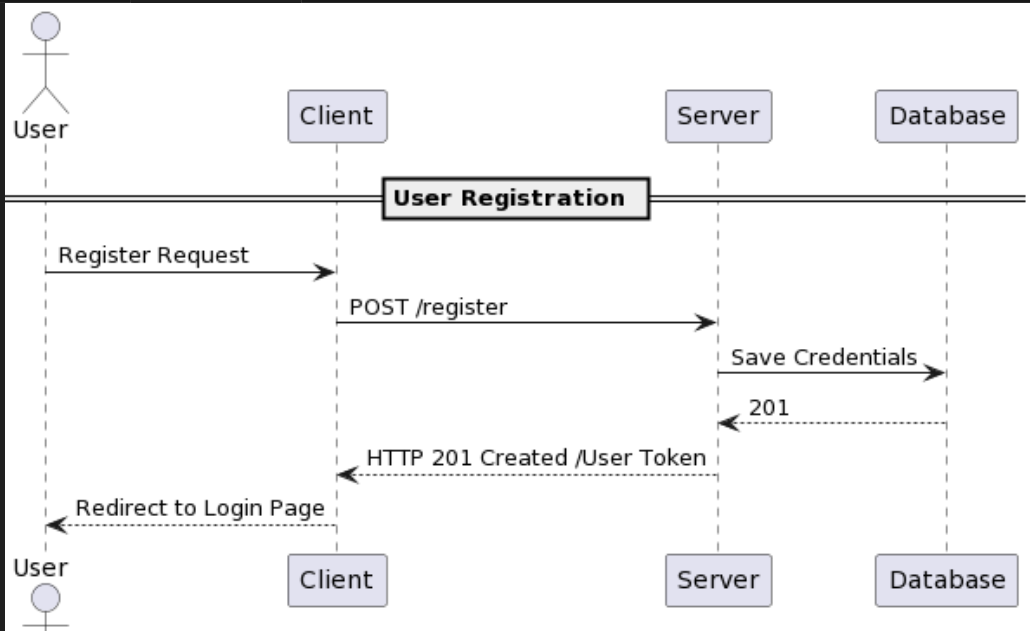 User
Client
Server
Database
User Registration
Register Request
POST /register
Save Credentials
201
HTTP 201 Created /User Token
Redirect to Login Page
User
Client
Server
Database